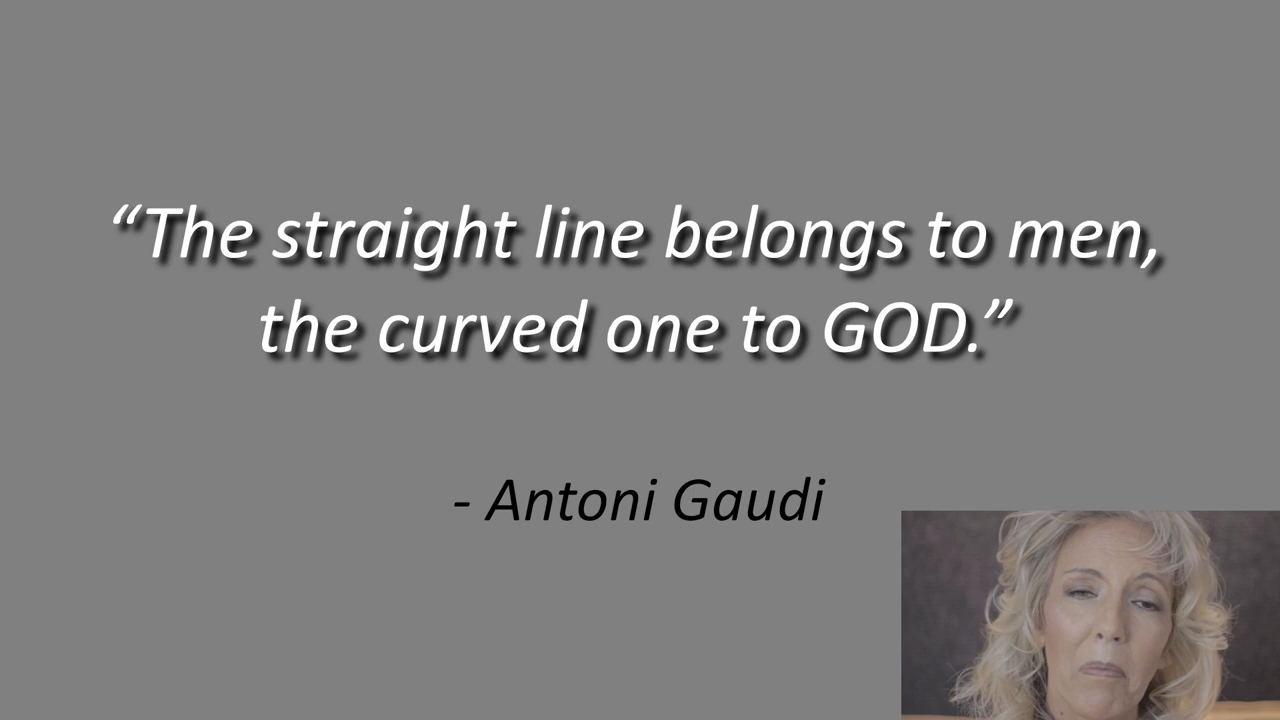 “The straight line belongs to men,
the curved one to GOD.”
- Antoni Gaudi